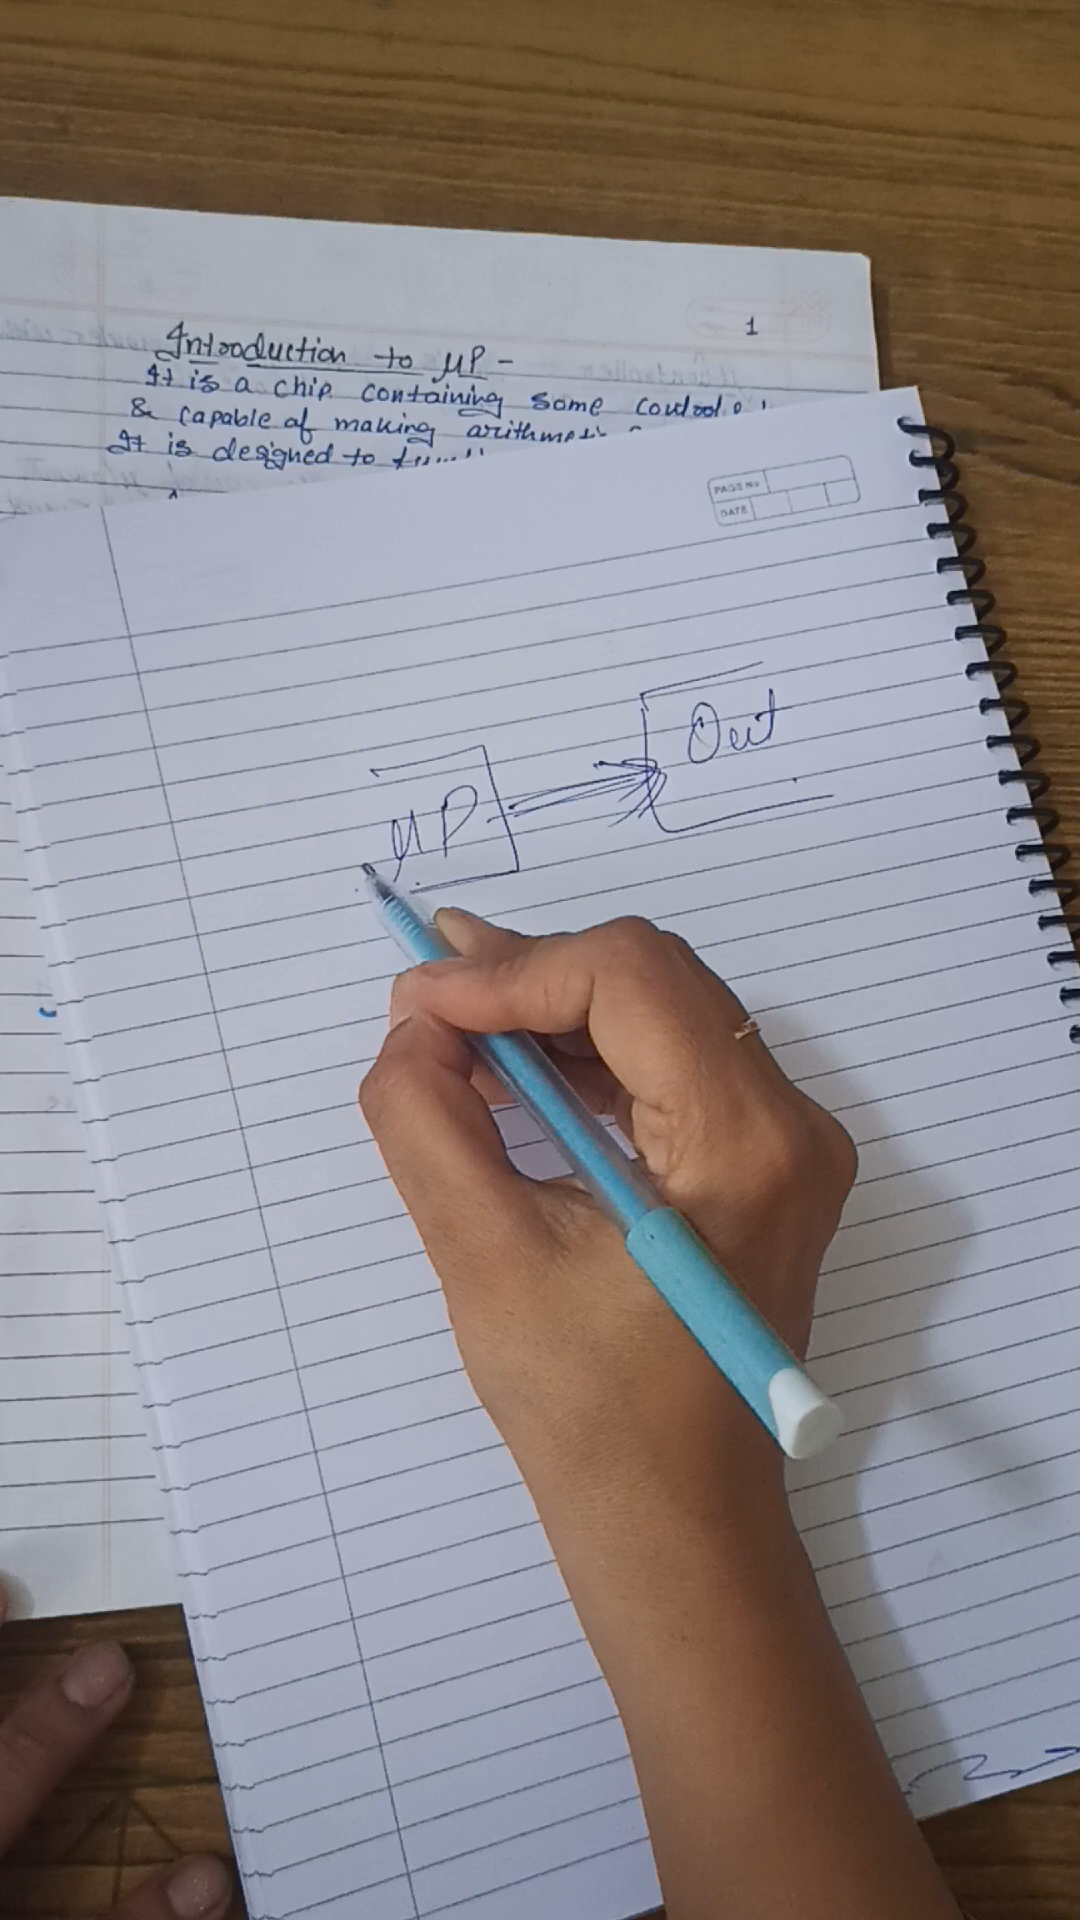 1
Introduction to μP -
It is a chip containing some control
& capable of making arithmeti
It is designed to
PAGE No
DATE
Out
μP